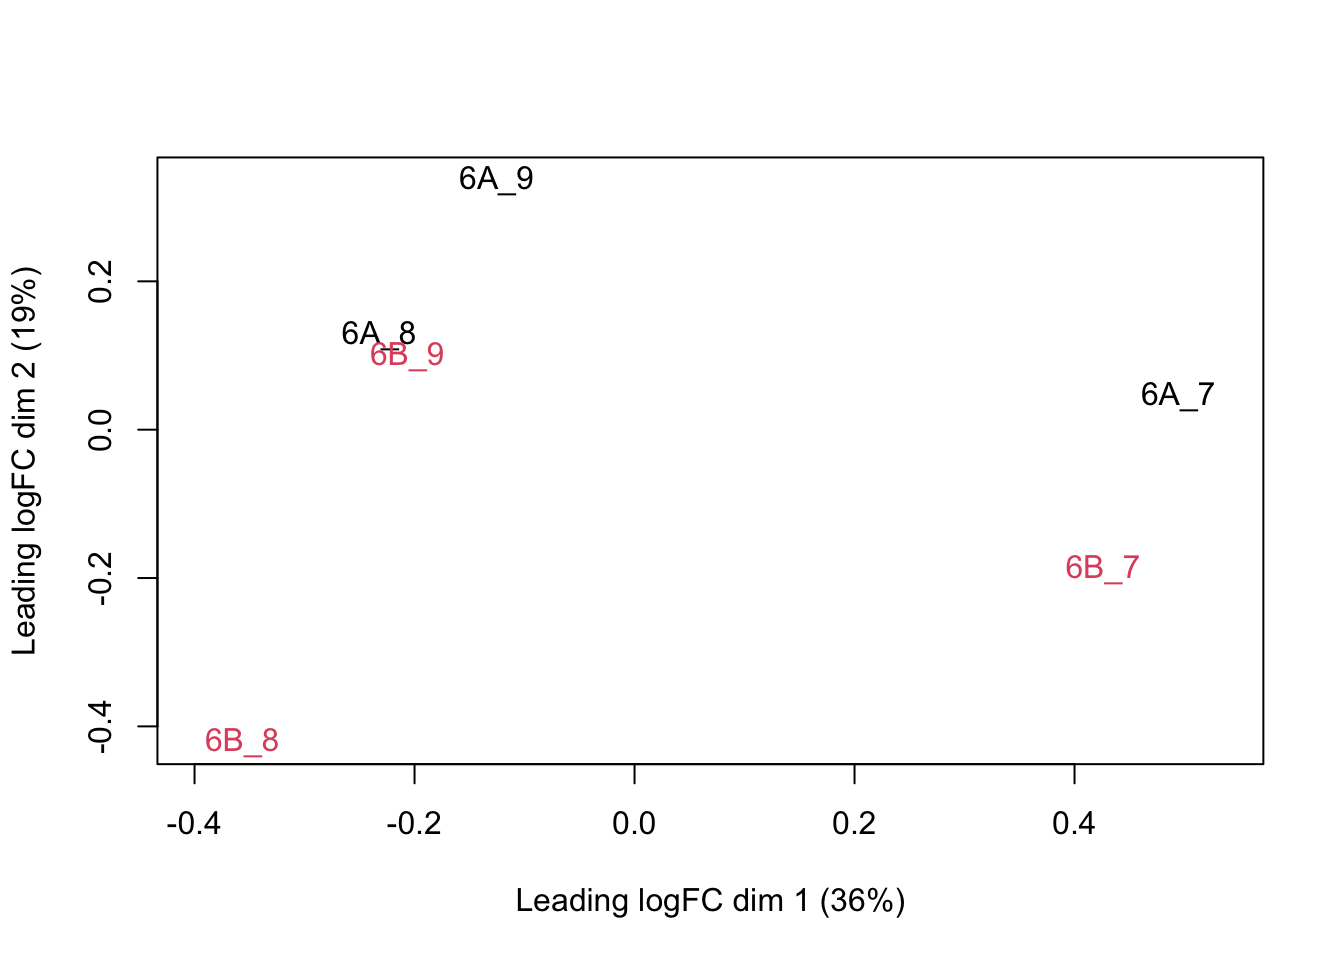 6A_9
0.2
6A_8
6B_9
6A_7
0.0
Leading logFC dim 2 (19%)
6B_7
-0.2
-0.4
6B_8
-0.4
-0.2
0.0
0.2
0.4
Leading logFC dim 1 (36%)